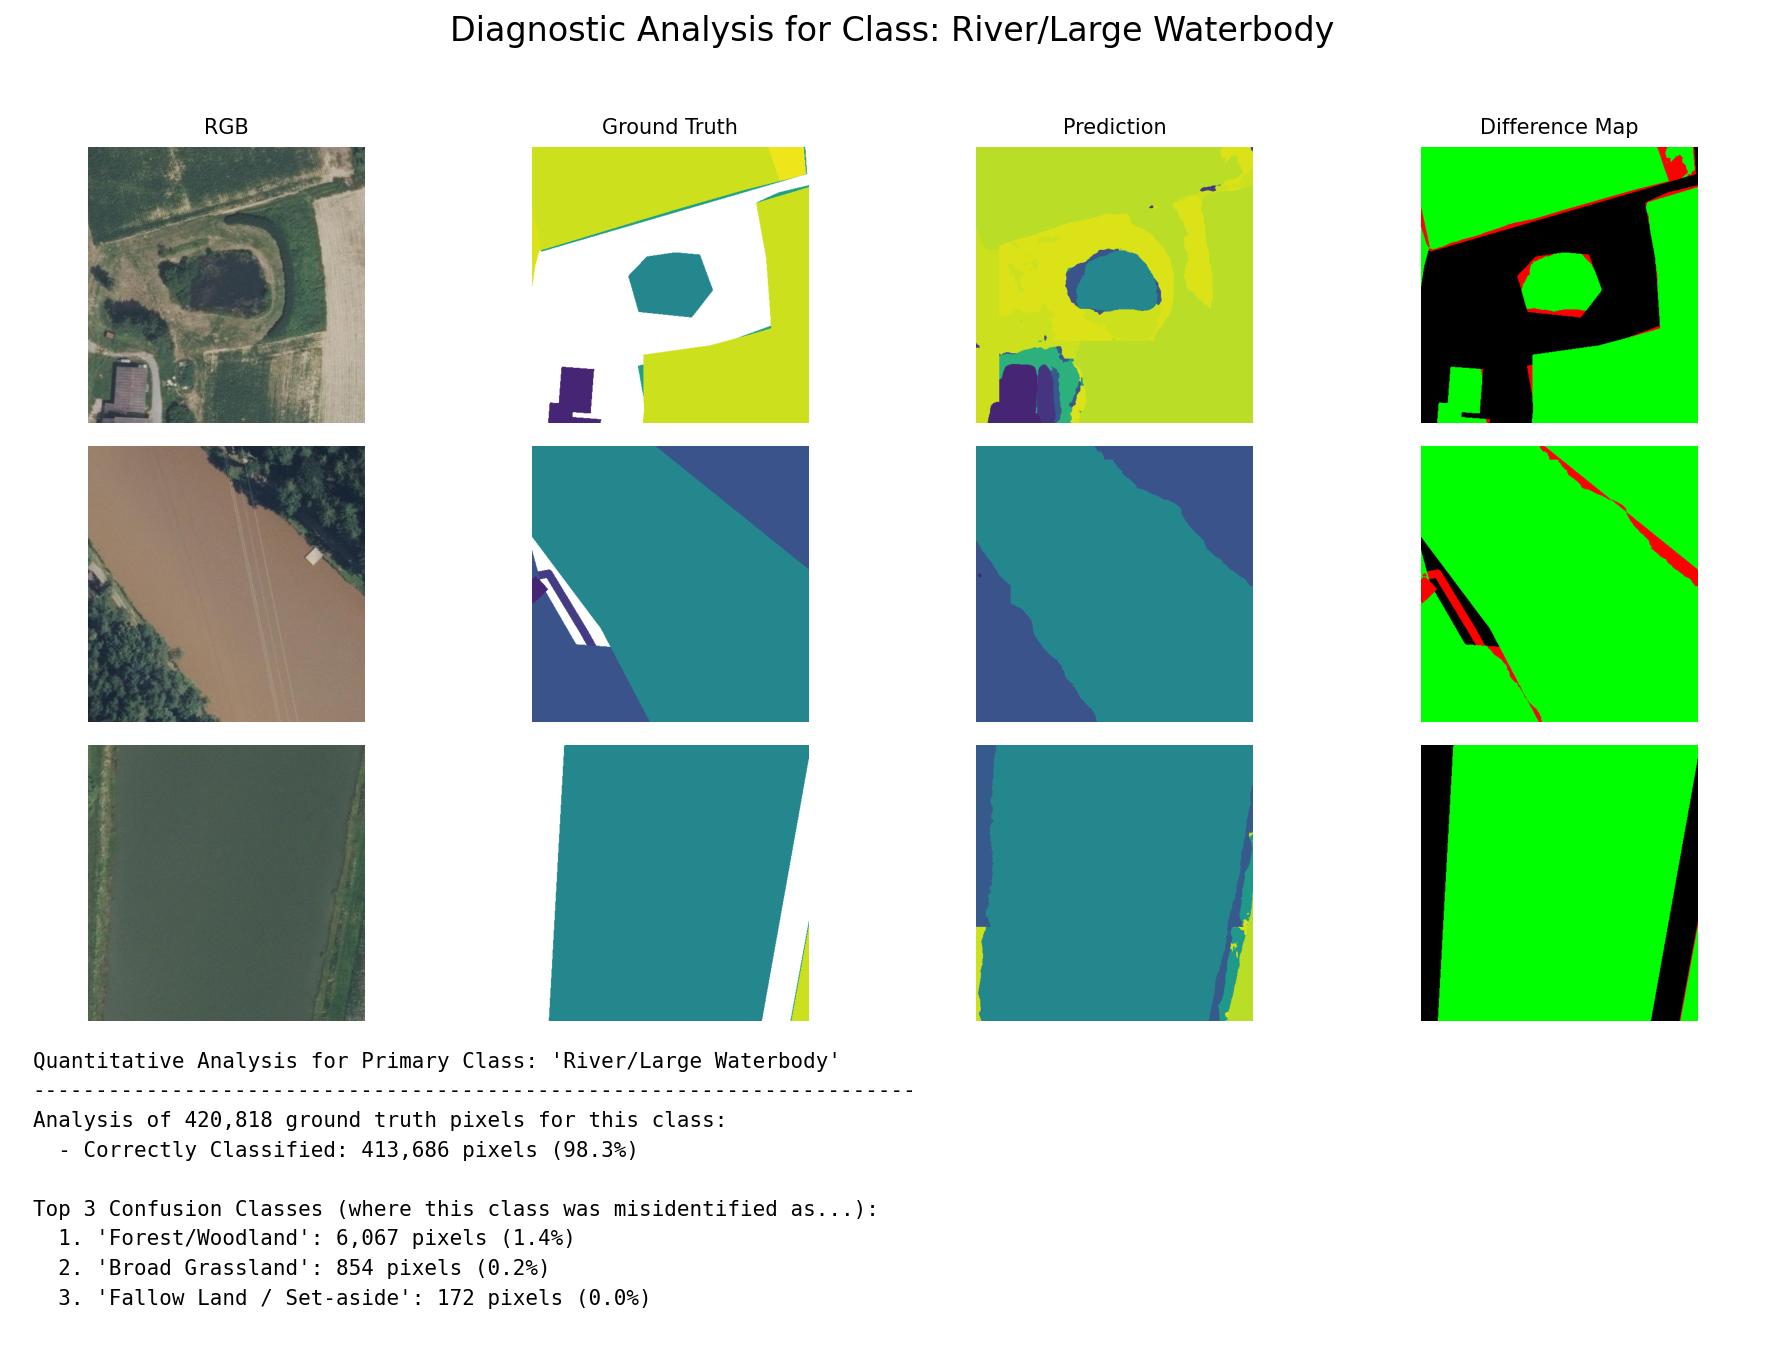 Diagnostic Analysis for Class: River/Large Waterbody
RGB
Ground Truth
Prediction
Difference Map
Quantitative Analysis for Primary Class: 'River/Large Waterbody'
----------------------------------------------------------------------
Analysis of 420,818 ground truth pixels for this class:
- Correctly Classified: 413,686 pixels (98.3%)
Top 3 Confusion Classes (where this class was misidentified as...):
1. 'Forest/Woodland': 6,067 pixels (1.4%)
2. 'Broad Grassland': 854 pixels (0.2%)
3. 'Fallow Land / Set-aside': 172 pixels (0.0%)